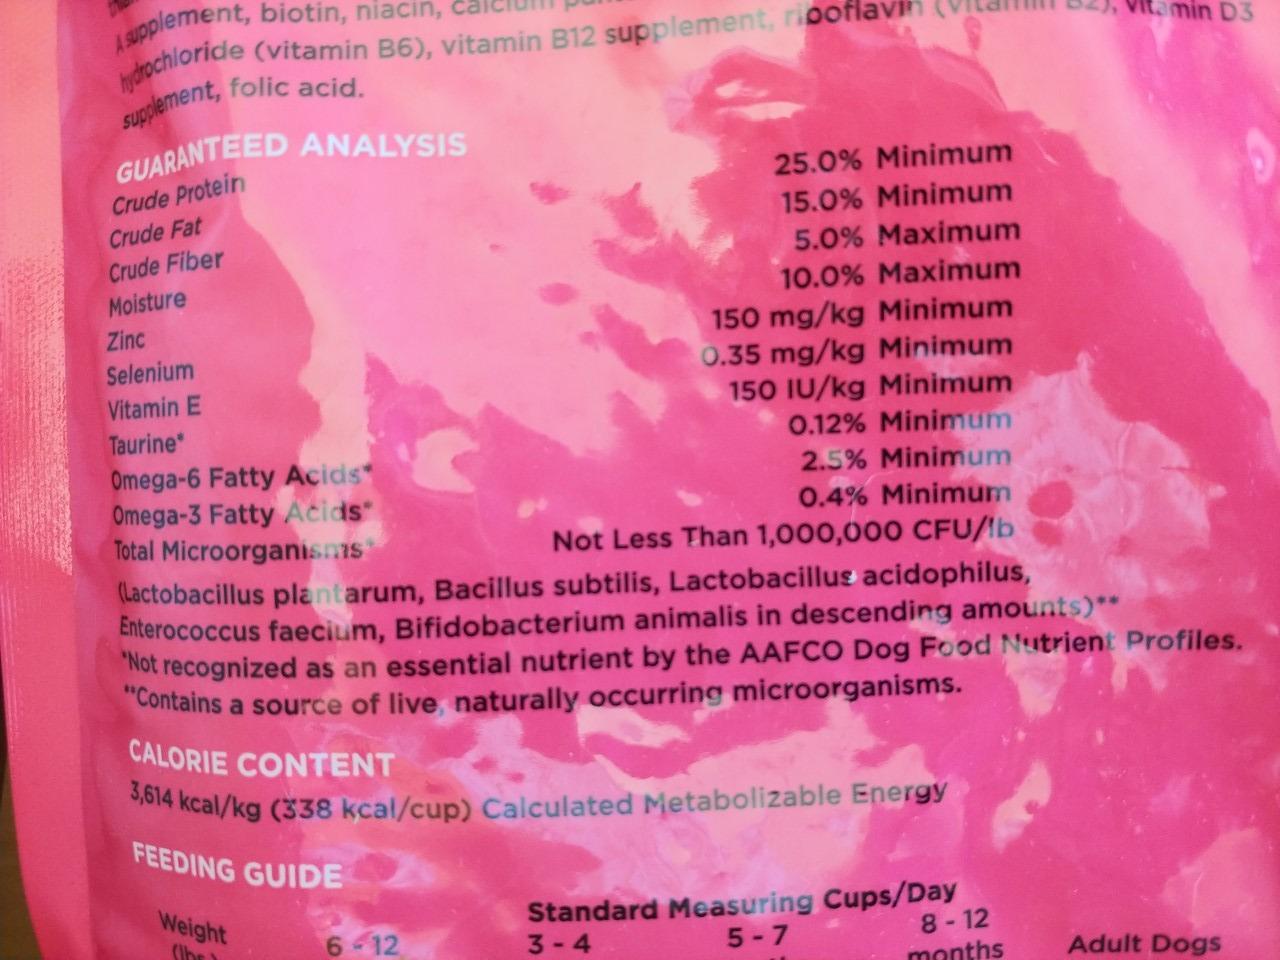 A supplement, biotin, niacin, calcium
hydrochloride (vitamin B6), vitamin B12 supplement, riboflavin (vitamin B2), vitamin D3
supplement, folic acid.
GUARANTEED ANALYSIS
Crude Protein 25.0% Minimum
Crude Fat 15.0% Minimum
Crude Fiber 5.0% Maximum
Moisture 10.0% Maximum
Zinc 150 mg/kg Minimum
Selenium 0.35 mg/kg Minimum
Vitamin E 150 IU/kg Minimum
Taurine* 0.12% Minimum
Omega-6 Fatty Acids* 2.5% Minimum
Omega-3 Fatty Acids* 0.4% Minimum
Total Microorganisms* Not Less Than 1,000,000 CFU/lb
(Lactobacillus plantarum, Bacillus subtilis, Lactobacillus acidophilus,
Enterococcus faecium, Bifidobacterium animalis in descending amounts)**
*Not recognized as an essential nutrient by the AAFCO Dog Food Nutrient Profiles.
**Contains a source of live, naturally occurring microorganisms.
CALORIE CONTENT
3,614 kcal/kg (338 kcal/cup) Calculated Metabolizable Energy
FEEDING GUIDE
Standard Measuring Cups/Day
Weight 6 - 12 3 - 4 5 - 7 8 - 12
(lbs.) months Adult Dogs